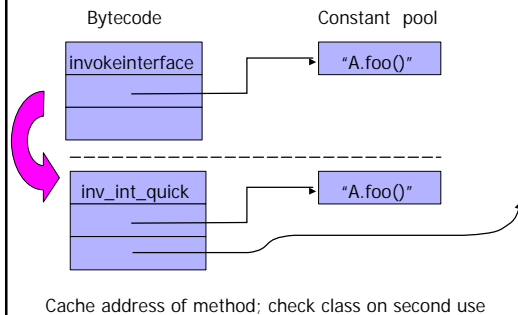 Bytecode Constant pool
invokeinterface "A.foo()"
inv_int_quick "A.foo()"
Cache address of method; check class on second use